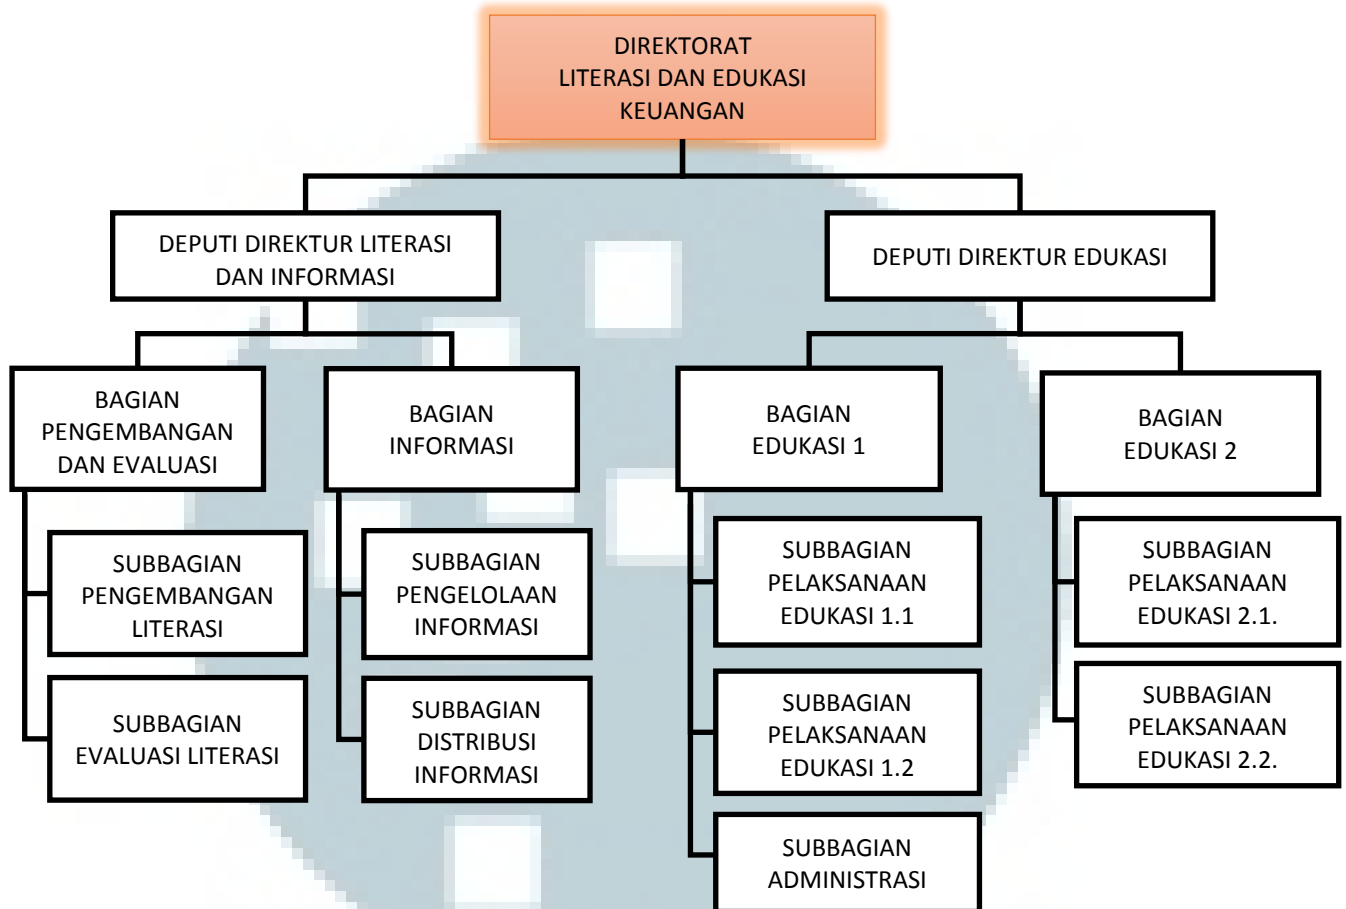 DIREKTORAT
LITERASI DAN EDUKASI
KEUANGAN
DEPUTI DIREKTUR LITERASI
DAN INFORMASI
DEPUTI DIREKTUR EDUKASI
BAGIAN
PENGEMBANGAN
DAN EVALUASI
BAGIAN
INFORMASI
BAGIAN
EDUKASI 1
BAGIAN
EDUKASI 2
SUBBAGIAN
PENGEMBANGAN
LITERASI
SUBBAGIAN
PENGELOLAAN
INFORMASI
SUBBAGIAN
PELAKSANAAN
EDUKASI 1.1
SUBBAGIAN
PELAKSANAAN
EDUKASI 2.1.
SUBBAGIAN
EVALUASI LITERASI
SUBBAGIAN
DISTRIBUSI
INFORMASI
SUBBAGIAN
PELAKSANAAN
EDUKASI 1.2
SUBBAGIAN
PELAKSANAAN
EDUKASI 2.2.
SUBBAGIAN
ADMINISTRASI